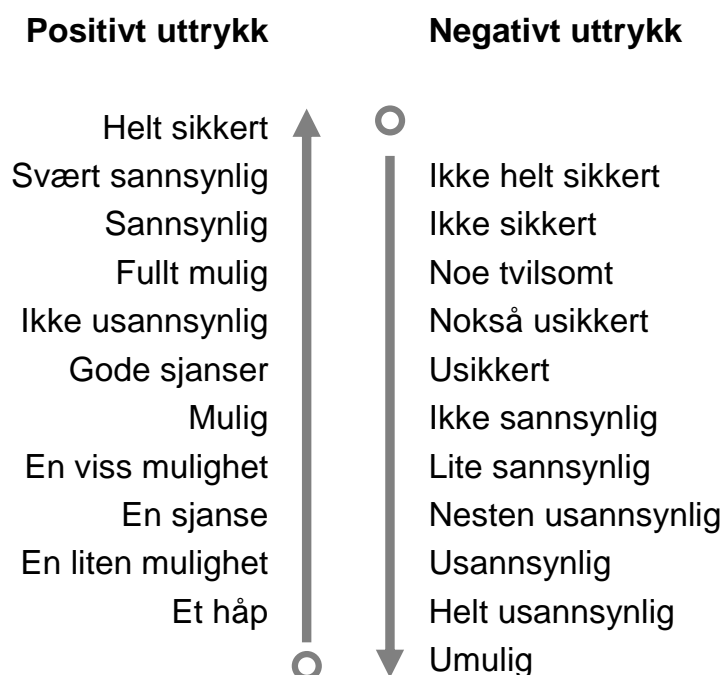 Positivt uttrykk Negativt uttrykk
Helt sikkert
Svært sannsynlig Ikke helt sikkert
Sannsynlig Ikke sikkert
Fullt mulig Noe tvilsomt
Ikke usannsynlig Nokså usikkert
Gode sjanser Usikkert
Mulig Ikke sannsynlig
En viss mulighet Lite sannsynlig
En sjanse Nesten usannsynlig
En liten mulighet Usannsynlig
Et håp Helt usannsynlig
Umulig